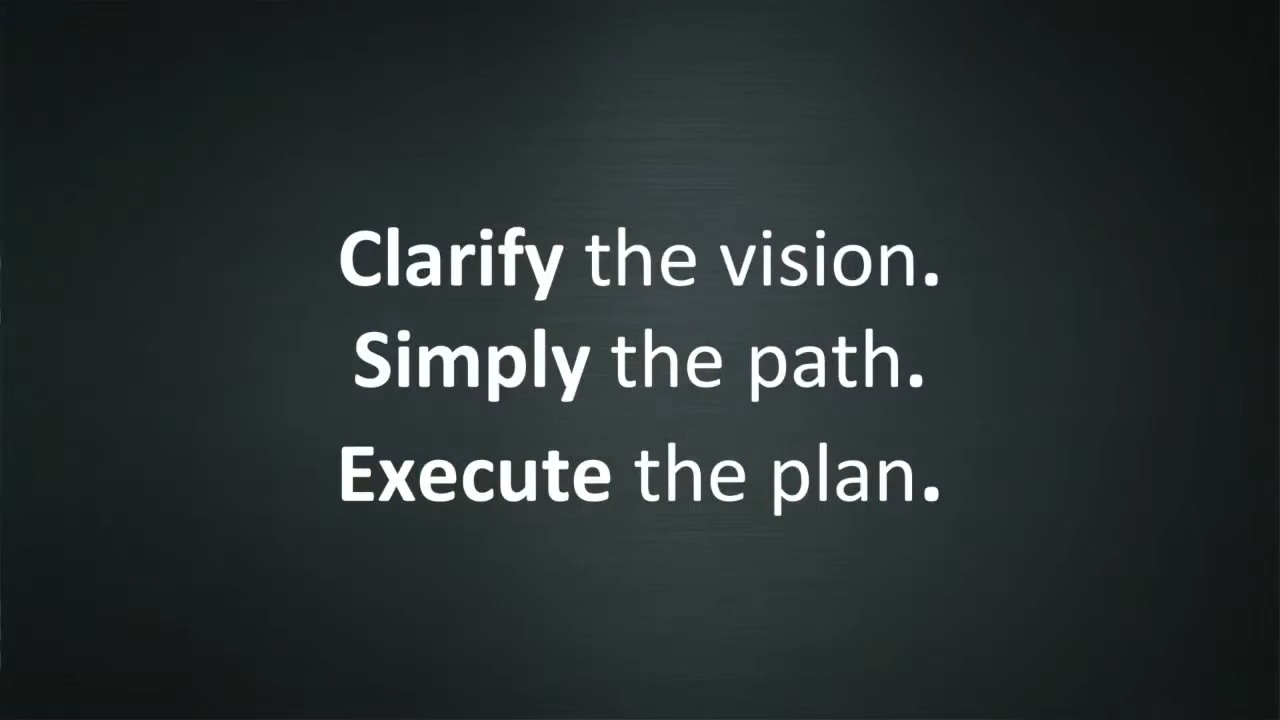 Clarify the vision.
Simply the path.
Execute the plan.